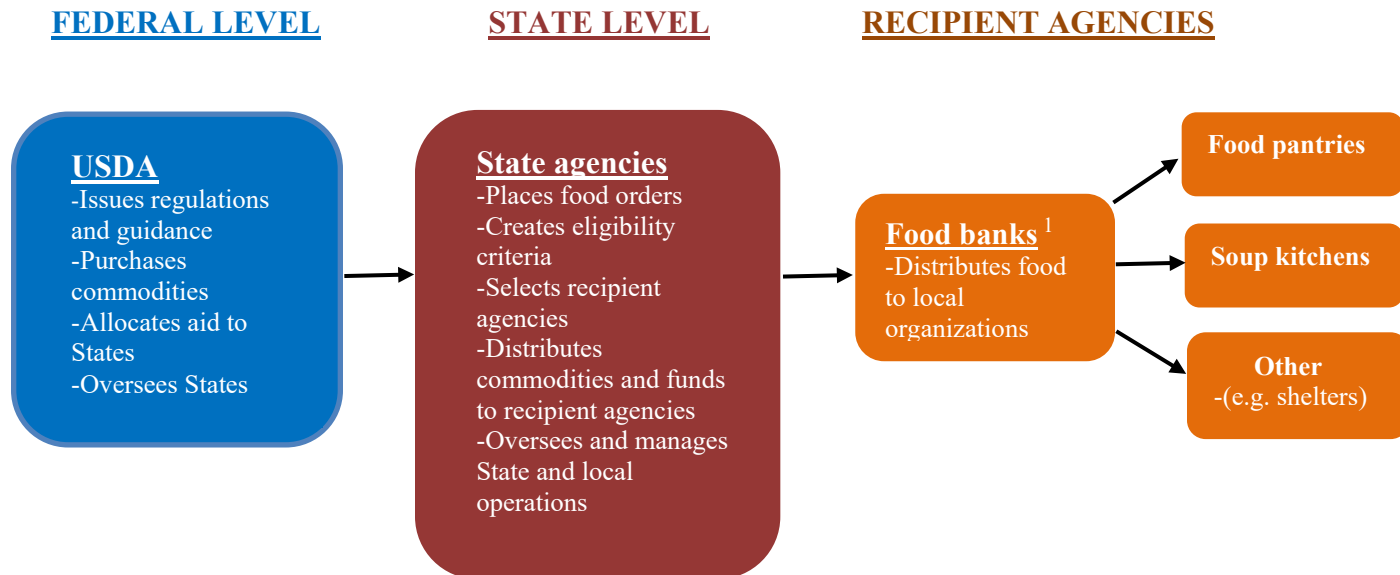 FEDERAL LEVEL
STATE LEVEL
RECIPIENT AGENCIES
USDA
-Issues regulations
and guidance
-Purchases
commodities
-Allocates aid to
States
-Oversees States
State agencies
-Places food orders
-Creates eligibility
criteria
-Selects recipient
agencies
-Distributes
commodities and funds
to recipient agencies
-Oversees and manages
State and local
operations
Food banks 1
-Distributes food
to local
organizations
Food pantries
Soup kitchens
Other
-(e.g. shelters)